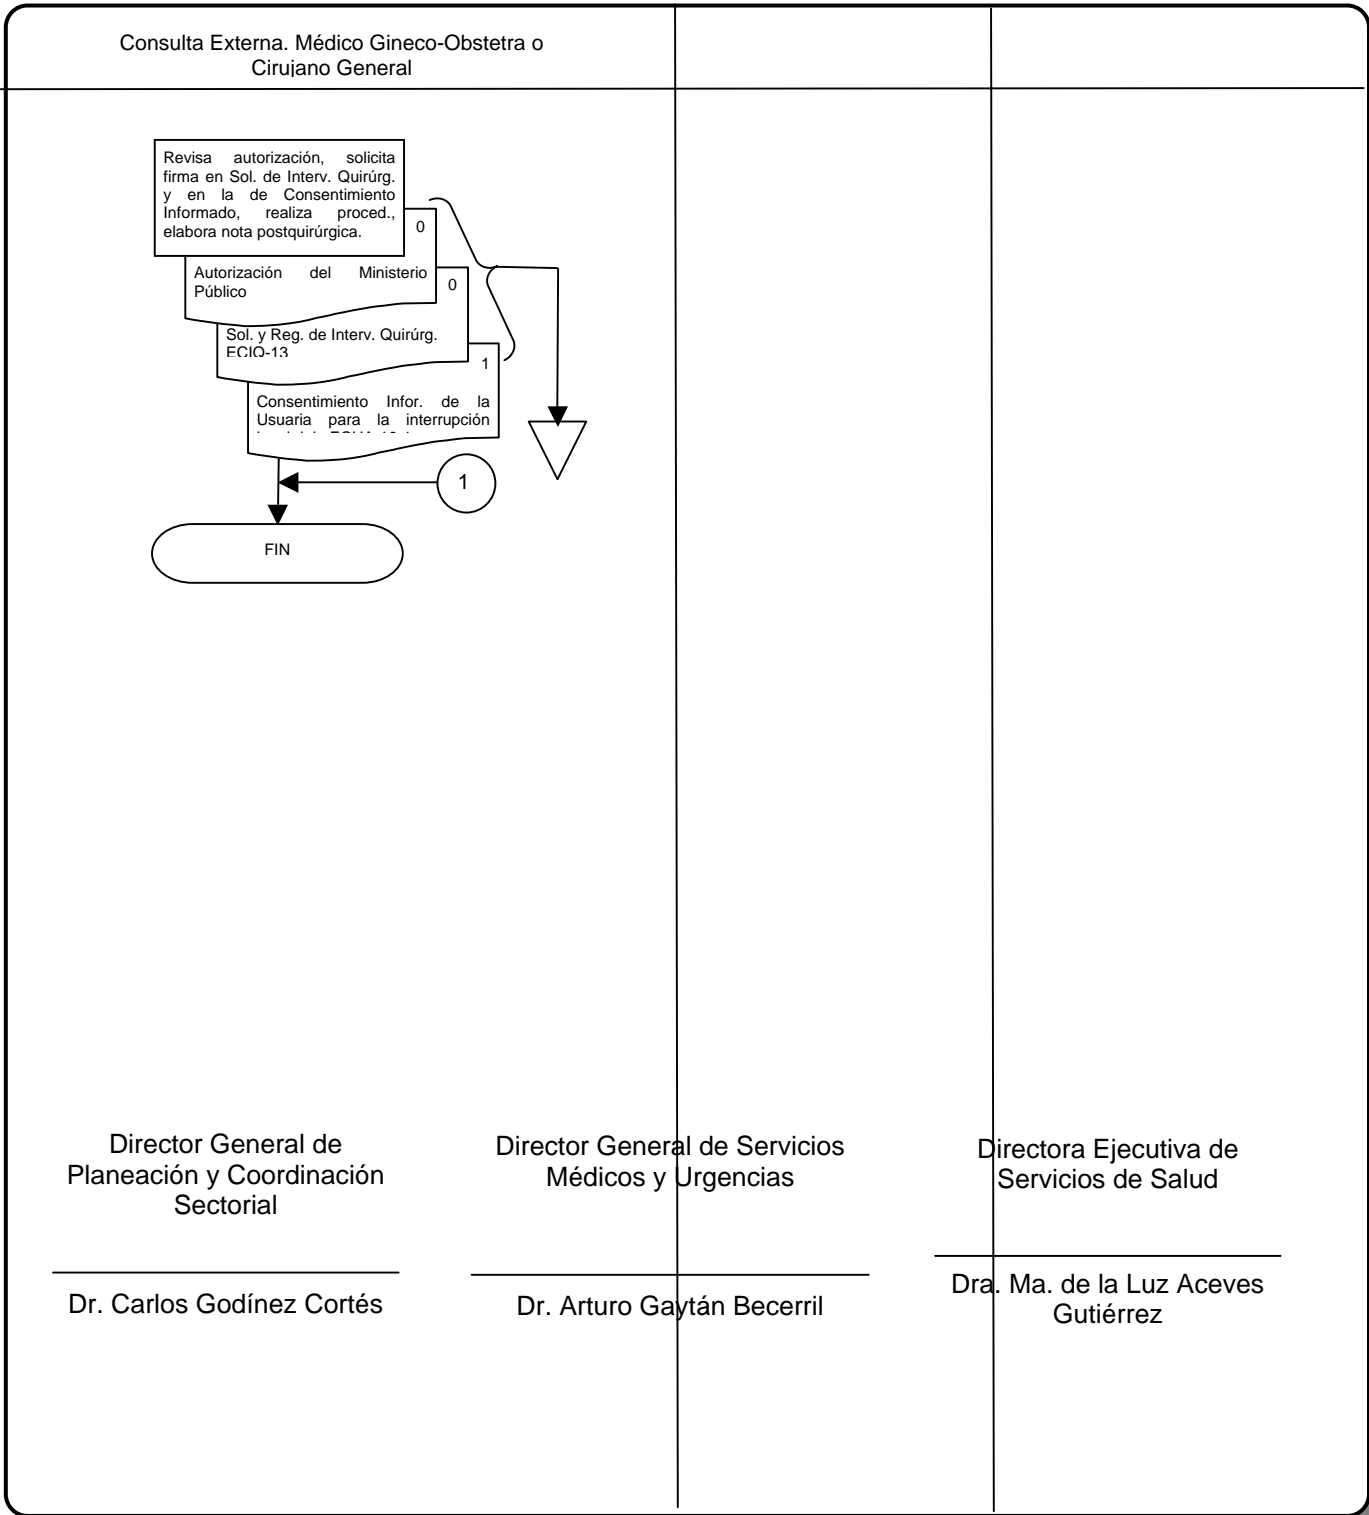 Consulta Externa. Médico Gineco-Obstetra o
Cirujano General
Revisa autorización, solicita
firma en Sol. de Interv. Quirúrg.
y en la de Consentimiento
Informado, realiza proced.,
elabora nota postquirúrgica.
0
Autorización del Ministerio
Público
0
Sol. y Reg. de Interv. Quirúrg.
ECIQ-13
1
Consentimiento Infor. de la
Usuaria para la interrupción
1
FIN
Director General de
Planeación y Coordinación
Sectorial
Dr. Carlos Godínez Cortés
Director General de Servicios
Médicos y Urgencias
Dr. Arturo Gaytán Becerril
Directora Ejecutiva de
Servicios de Salud
Dra. Ma. de la Luz Aceves
Gutiérrez